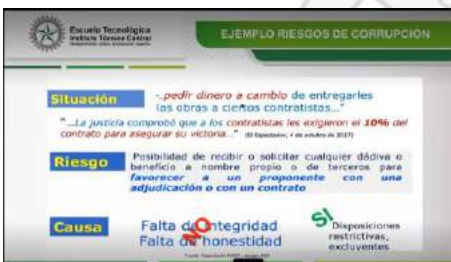 Escuela Tecnológica
Instituto Técnico Central
EJEMPLO RIESGOS DE CORRUPCIÓN
Situación
"..pedir dinero a cambio de entregarles
las obras a ciertos contratistas..."
"...La justicia comprobó que a los contratistas les exigieron el 10% del
contrato para asegurar su victoria..." (El Espectador, 4 de octubre de 2017)
Riesgo
Posibilidad de recibir o solicitar cualquier dádiva o
beneficio a nombre propio o de terceros para
favorecer a un proponente con una
adjudicación o con un contrato
Causa
Falta de integridad
Falta de honestidad
NO
SI
Disposiciones
restrictivas,
excluyentes